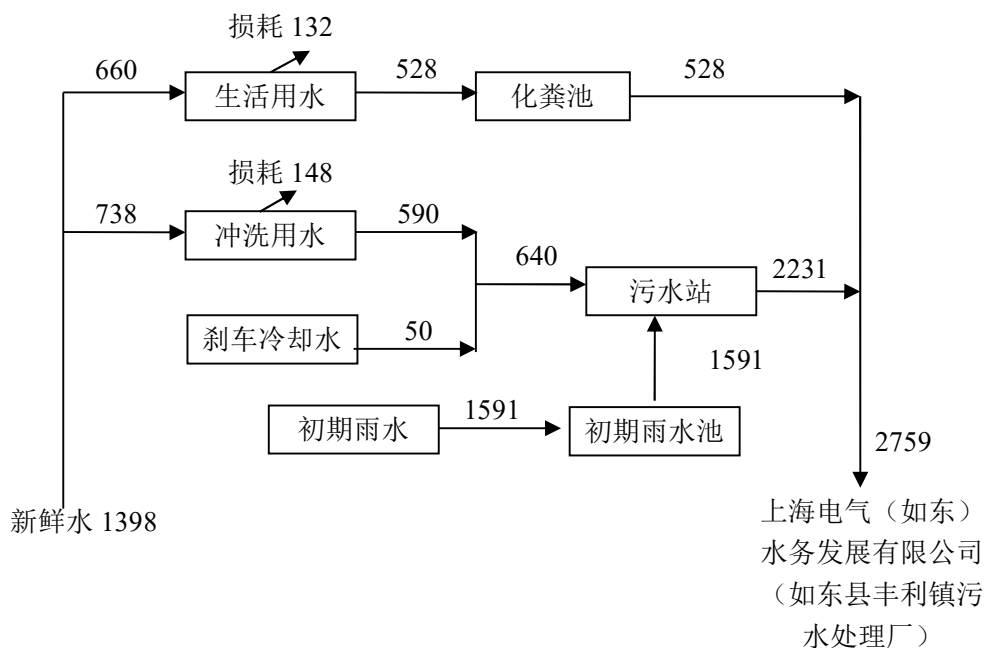 损耗 132
660
生活用水
528
化粪池
528
损耗 148
738
冲洗用水
590
640
污水站
2231
刹车冷却水
50
1591
初期雨水
1591
初期雨水池
2759
新鲜水 1398
上海电气（如东）
水务发展有限公司
（如东县丰利镇污
水处理厂）